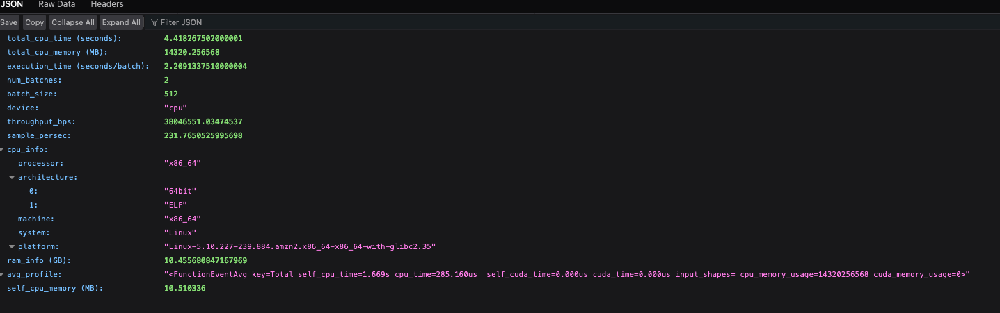 JSON Raw Data Headers
Save Copy Collapse All Expand All Filter JSON
total_cpu_time (seconds): 4.418267502000001
total_cpu_memory (MB): 14320.256568
execution_time (seconds/batch): 2.2091337510000004
num_batches: 2
batch_size: 512
device: "cpu"
throughput_bps: 38046551.03474537
sample_persec: 231.7650525995698
cpu_info:
processor: "x86_64"
architecture:
0: "64bit"
1: "ELF"
machine: "x86_64"
system: "Linux"
platform: "Linux-5.10.227-239.884.amzn2.x86_64-x86_64-with-glibc2.35"
ram_info (GB): 10.455680847167969
avg_profile: "<FunctionEventAvg key=Total self_cpu_time=1.669s cpu_time=285.160us  self_cuda_time=0.000us cuda_time=0.000us input_shapes= cpu_memory_usage=14320256568 cuda_memory_usage=0>"
self_cpu_memory (MB): 10.510336